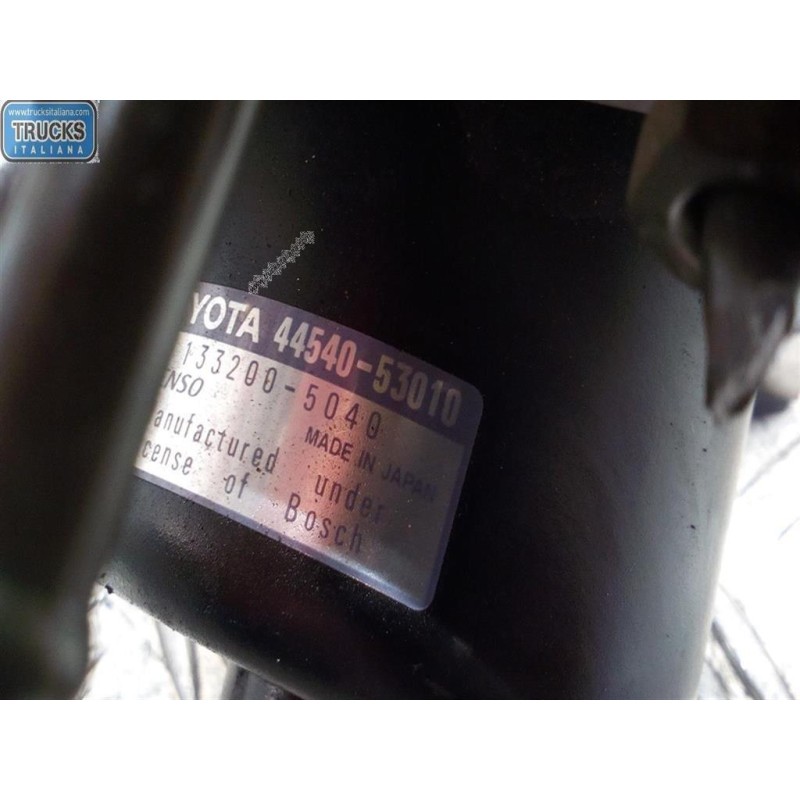 www.trucksitaliana.com
TRUCKS
ITALIANA
YOTA 44540-53010
133200-5040
NSO
MADE IN JAPAN
anufactured under
cense of Bosch